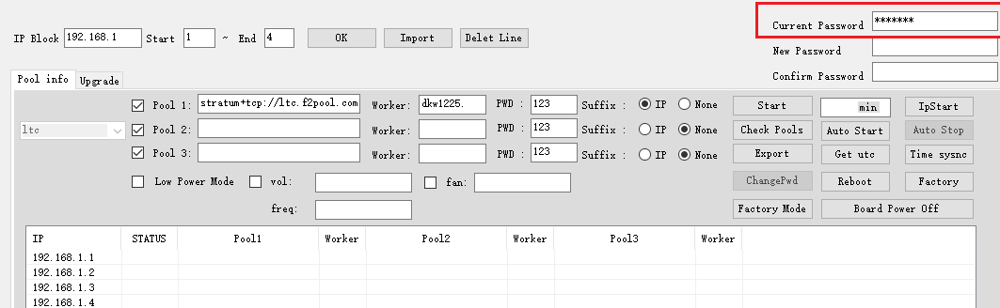 Current Password *******
IP Block 192.168.1 Start 1 ~ End 4 OK Import Delet Line
New Password
Confirm Password
Pool info Upgrade
Pool 1: stratum+tcp://ltc.f2pool.com Worker: dkw1225. PWD : 123 Suffix : IP None Start min IpStart
ltc Pool 2: Worker: PWD : 123 Suffix : IP None Check Pools Auto Start Auto Stop
Pool 3: Worker: PWD : 123 Suffix : IP None Export Get utc Time sysnc
Low Power Mode vol: fan: ChangePwd Reboot Factory
freq: Factory Mode Board Power Off
IP STATUS Pool1 Worker Pool2 Worker Pool3 Worker
192.168.1.1
192.168.1.2
192.168.1.3
192.168.1.4